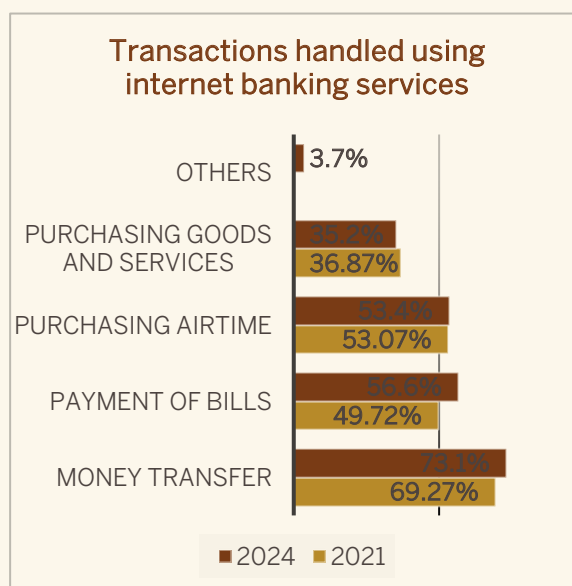 Transactions handled using
internet banking services
OTHERS
3.7%
PURCHASING GOODS
AND SERVICES
35.2%
36.87%
PURCHASING AIRTIME
53.4%
53.07%
PAYMENT OF BILLS
56.6%
49.72%
MONEY TRANSFER
73.1%
69.27%
2024 2021